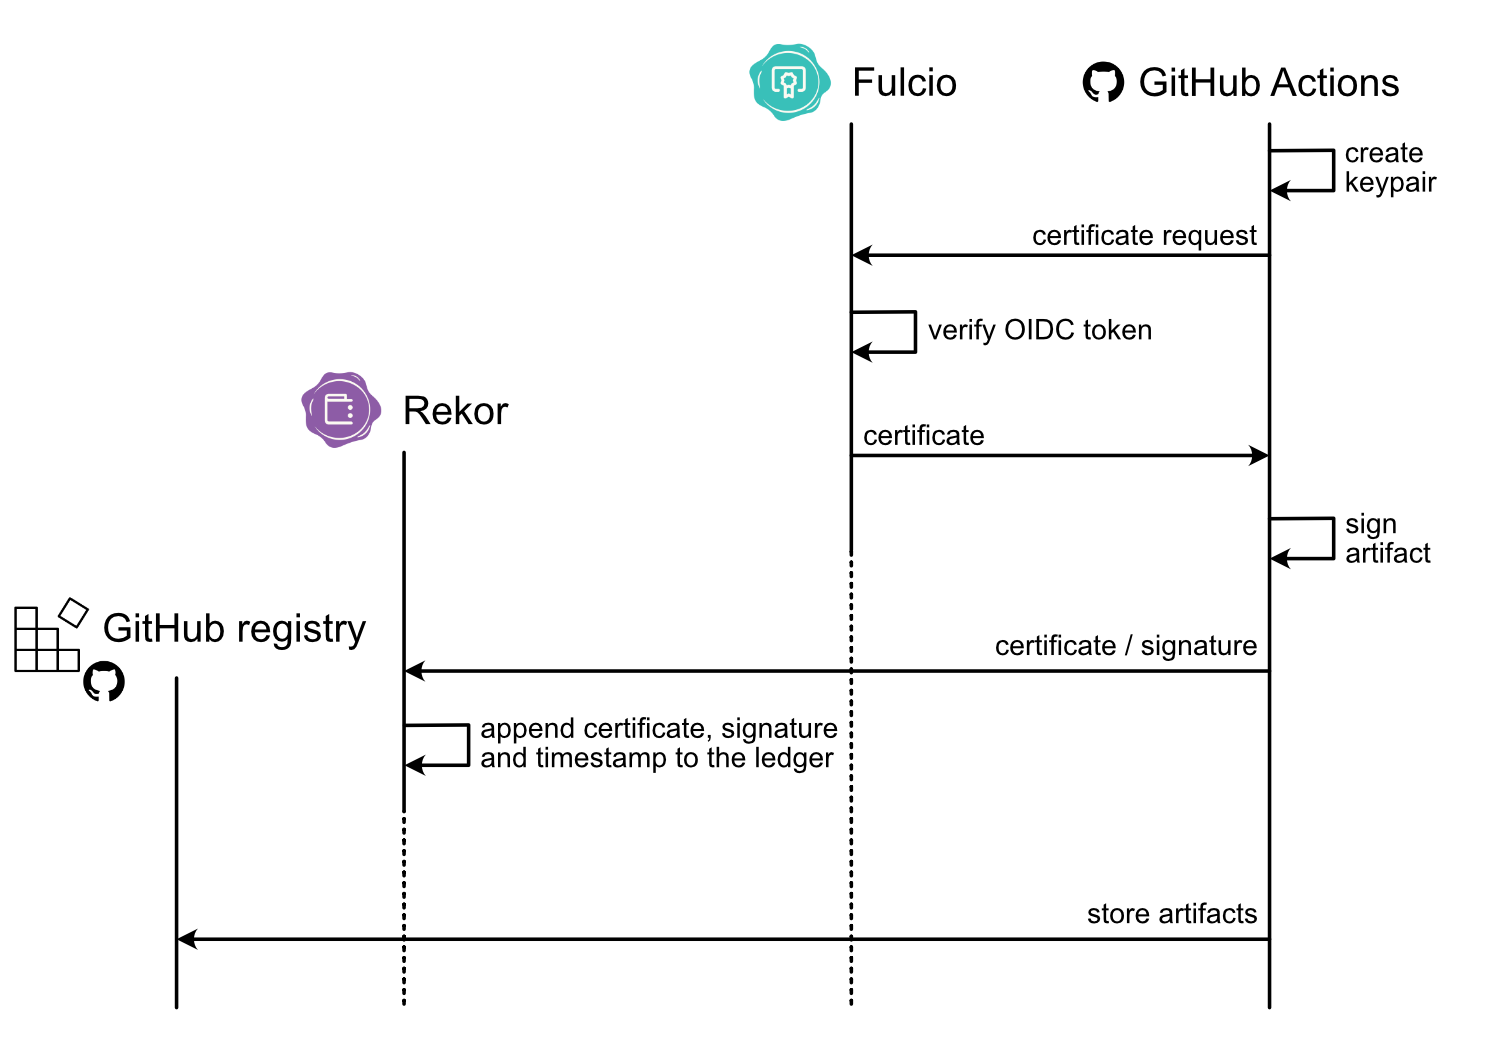 Fulcio
GitHub Actions
create
keypair
certificate request
verify OIDC token
Rekor
certificate
sign
artifact
GitHub registry
certificate / signature
append certificate, signature
and timestamp to the ledger
store artifacts